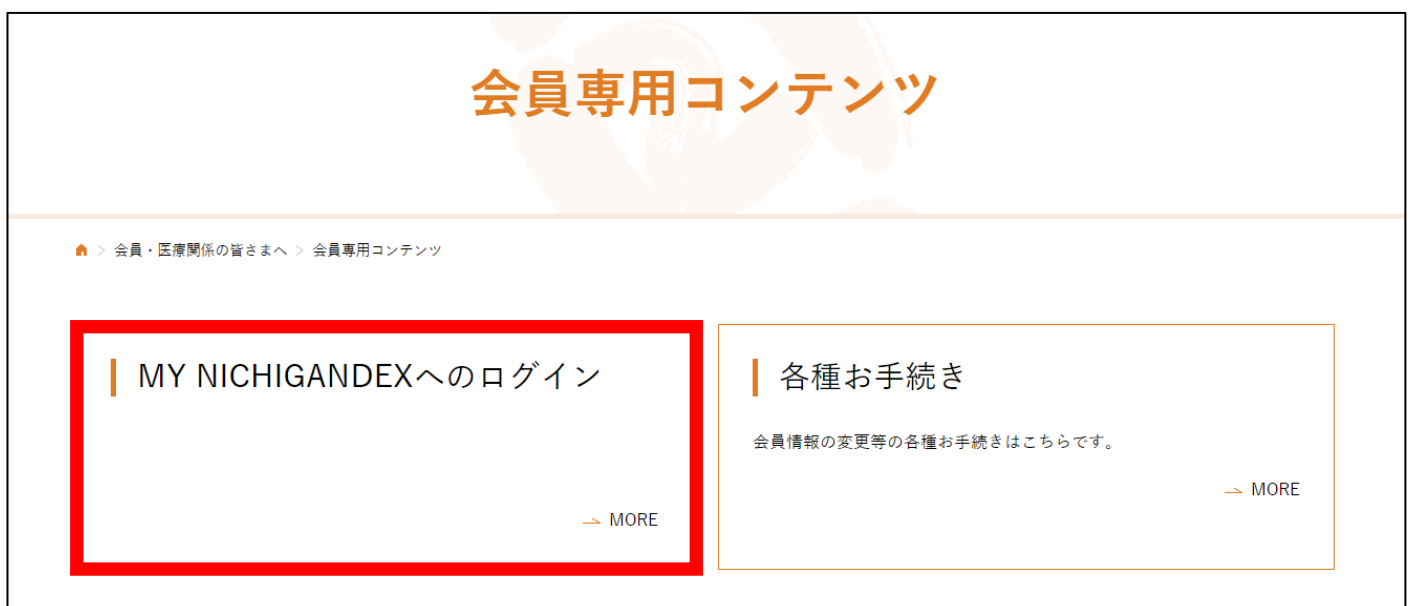 会員専用コンテンツ
> 会員・医療関係の皆さまへ > 会員専用コンテンツ
MY NICHIGANDEXへのログイン
MORE
各種お手続き
会員情報の変更等の各種お手続きはこちらです。
MORE